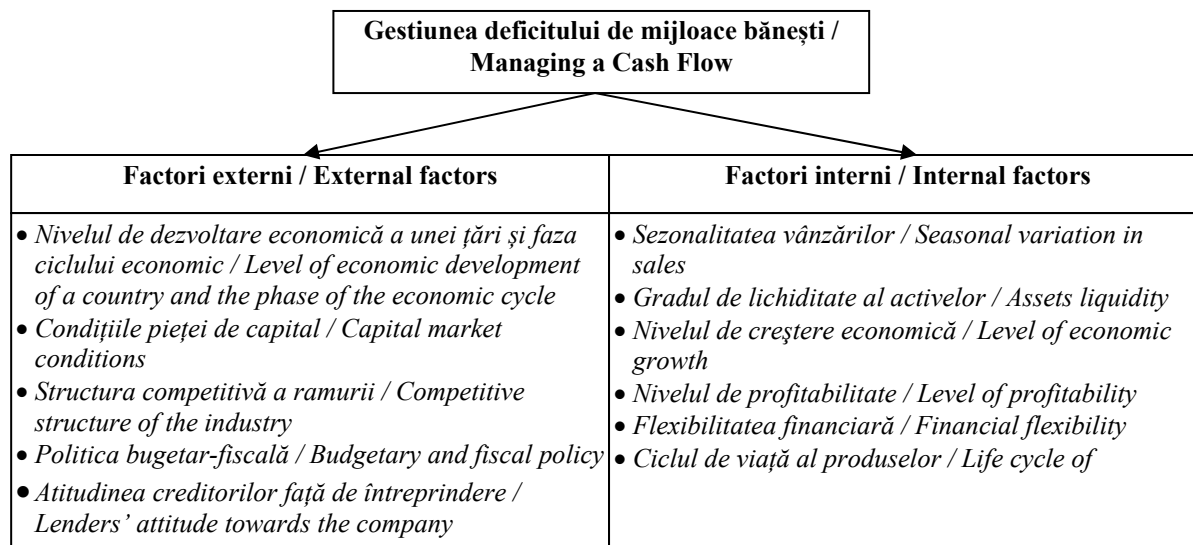 Gestiunea deficitului de mijloace bănești /
Managing a Cash Flow
Factori externi / External factors
• Nivelul de dezvoltare economică a unei țări și faza
ciclului economic / Level of economic development
of a country and the phase of the economic cycle
• Condițiile pieței de capital / Capital market
conditions
• Structura competitivă a ramurii / Competitive
structure of the industry
• Politica bugetar-fiscală / Budgetary and fiscal policy
• Atitudinea creditorilor față de întreprindere /
Lenders’ attitude towards the company
Factori interni / Internal factors
• Sezonalitatea vânzărilor / Seasonal variation in
sales
• Gradul de lichiditate al activelor / Assets liquidity
• Nivelul de creştere economică / Level of economic
growth
• Nivelul de profitabilitate / Level of profitability
• Flexibilitatea financiară / Financial flexibility
• Ciclul de viață al produselor / Life cycle of